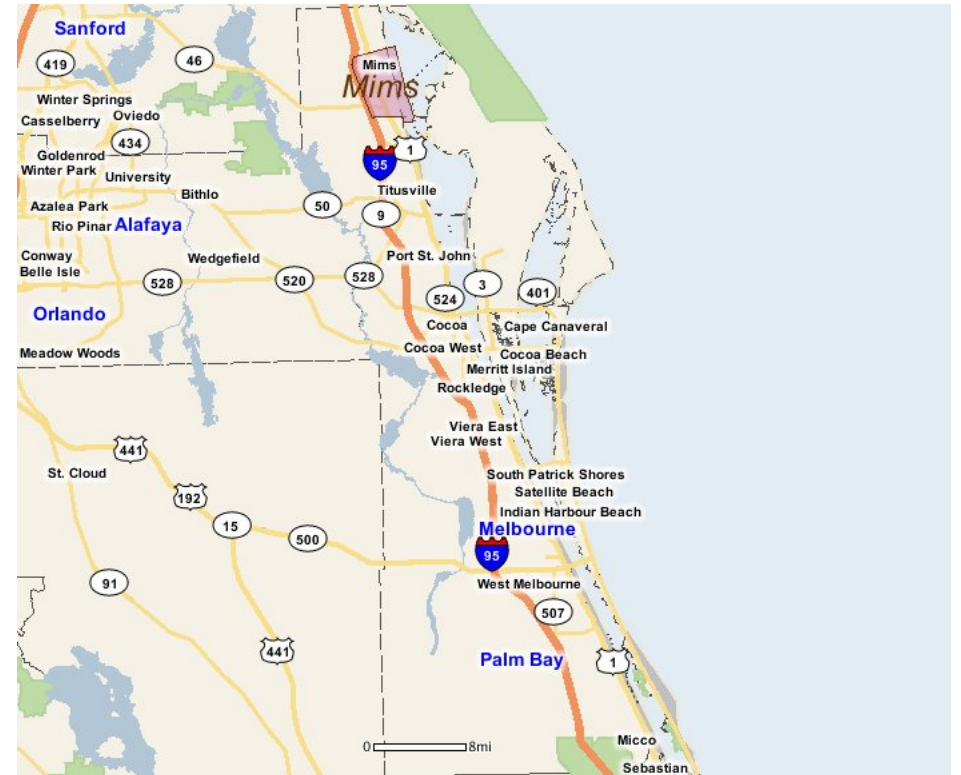 Sanford
419
46
Mims
Mims
Winter Springs
Casselberry
Oviedo
434
1
Goldenrod
Winter Park
95
University
Titusville
Bithlo
Azalea Park
50
9
Rio Pinar
Alafaya
Conway
Wedgefield
Port St. John
Belle Isle
528
520
528
3
401
524
Orlando
Cocoa
Cape Canaveral
Meadow Woods
Cocoa West
Cocoa Beach
Merritt Island
Rockledge
Viera East
Viera West
441
St. Cloud
South Patrick Shores
192
Satellite Beach
15
Indian Harbour Beach
500
Melbourne
95
91
West Melbourne
507
441
Palm Bay
1
Micco
0
8mi
Sebastian